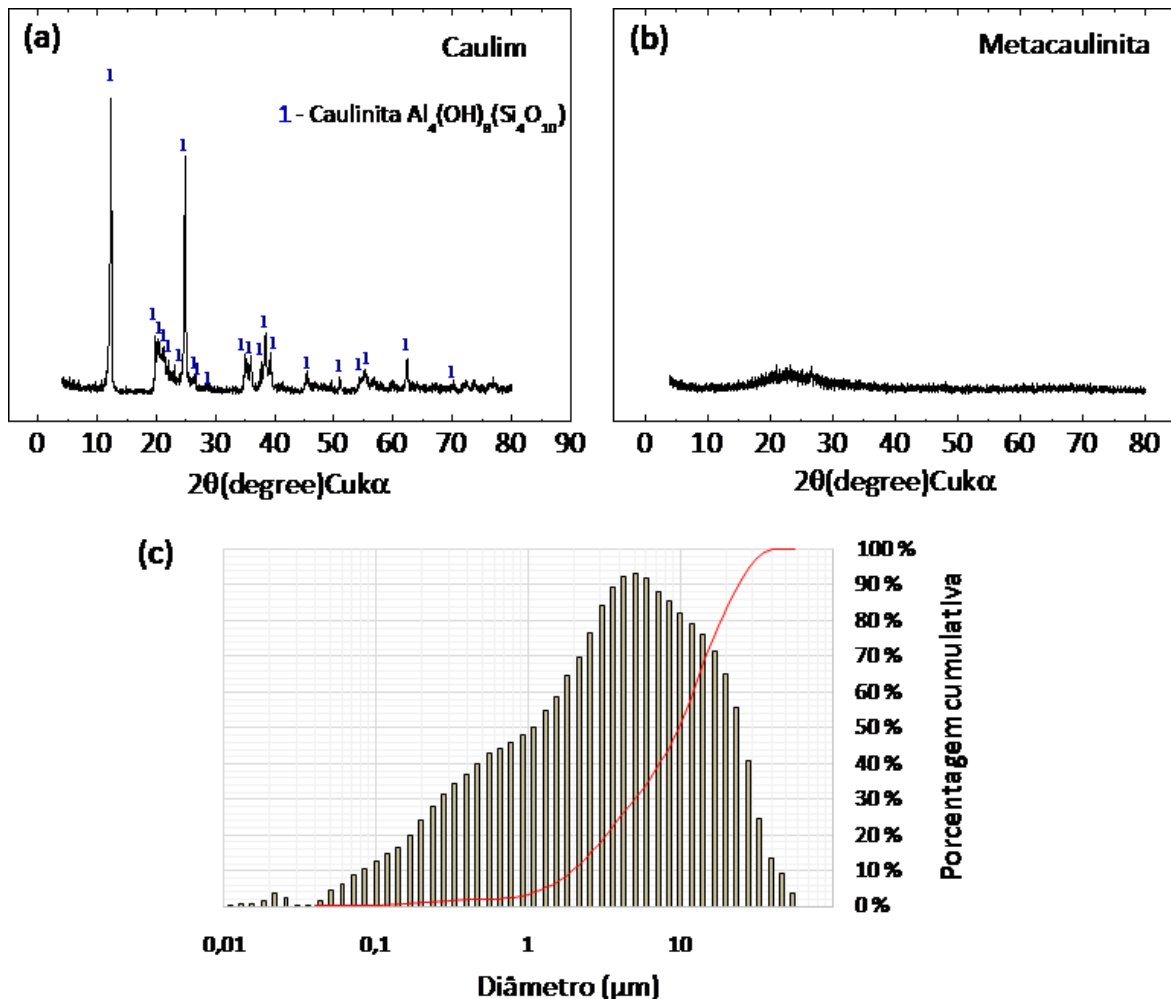 (a)
Caulim
1
1 - Caulinita Al4(OH)8(Si4O10)
1
1 1 1 1 1 1 1 1
1 1 1 1 1
1 1 1 1 1 1
0 10 20 30 40 50 60 70 80 90
2θ(degree)Cukα
(b)
Metacaulinita
0 10 20 30 40 50 60 70 80
2θ(degree)Cukα
(c)
100 %
90 %
80 %
70 %
60 %
50 %
40 %
30 %
20 %
10 %
0 %
Porcentagem cumulativa
0,01 0,1 1 10
Diâmetro (μm)